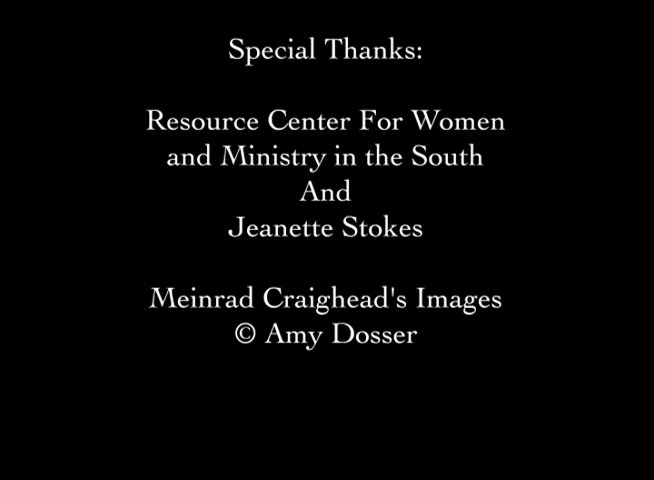 Special Thanks:
Resource Center For Women
and Ministry in the South
And
Jeanette Stokes
Meinrad Craighead's Images
© Amy Dosser